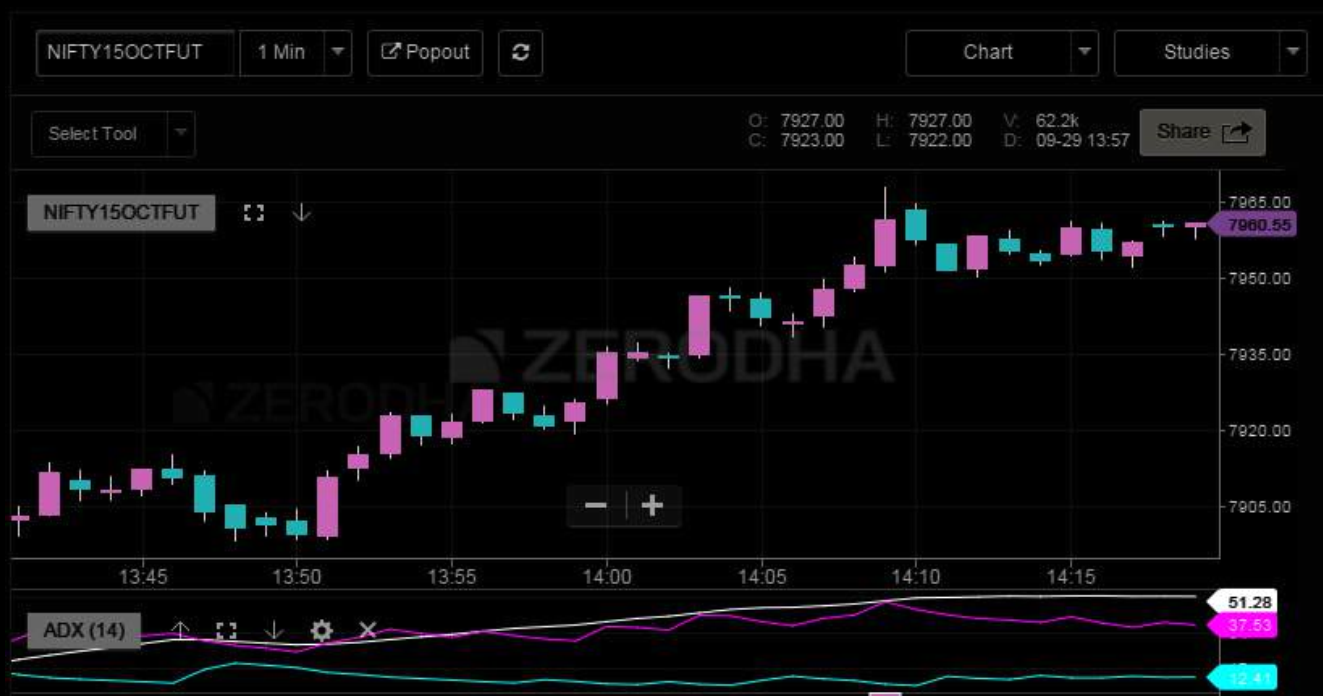 NIFTY15OCTFUT 1 Min Popout Chart Studies
Select Tool
O: 7927.00 H: 7927.00 V: 62.2k
C: 7923.00 L: 7922.00 D: 09-29 13:57
Share
NIFTY15OCTFUT
7965.00
7960.55
7950.00
ZERODHA
7935.00
ZERODH
7920.00
7905.00
13:45 13:50 13:55 14:00 14:05 14:10 14:15
51.28
ADX (14)
37.53
12.41